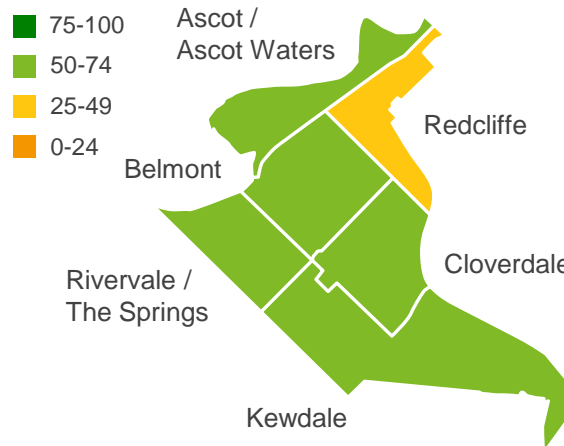 75-100
50-74
25-49
0-24
Ascot /
Ascot Waters
Redcliffe
Belmont
Cloverdale
Rivervale /
The Springs
Kewdale